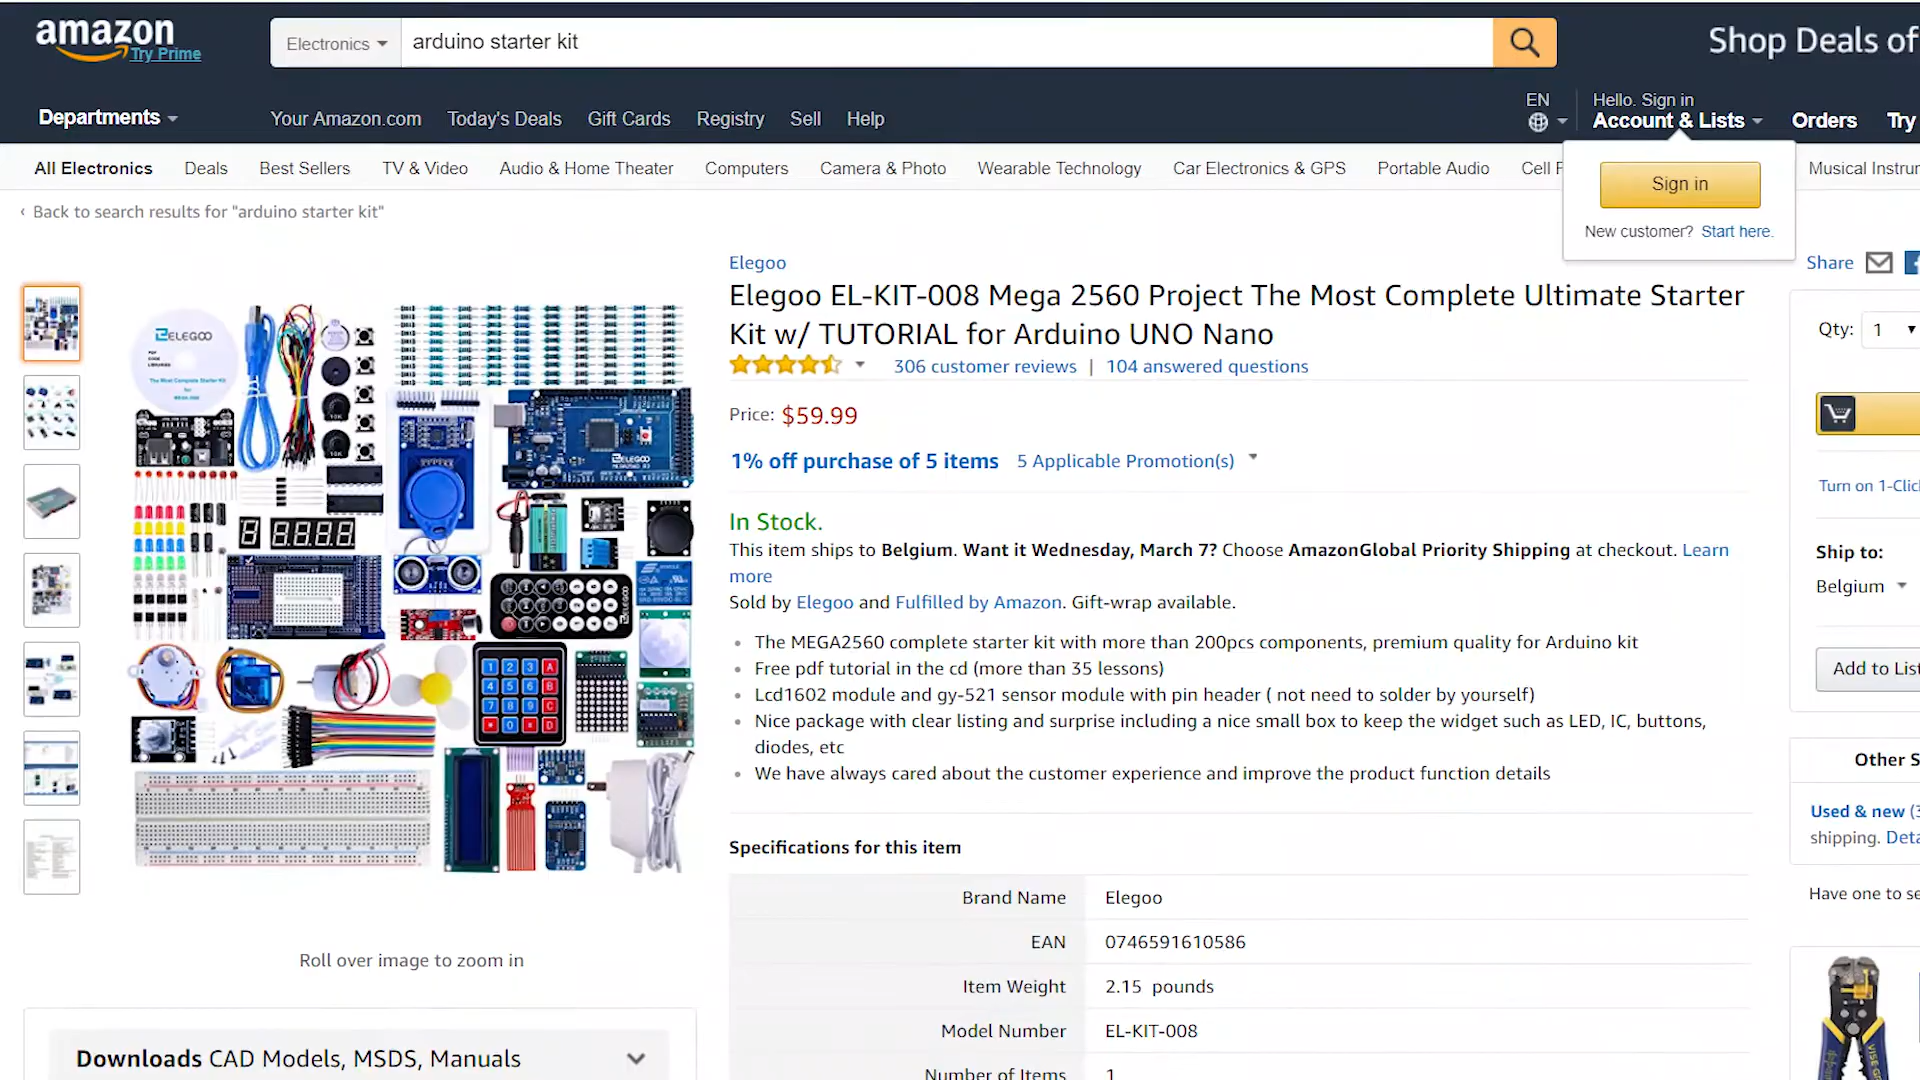 amazon
Try Prime
Electronics
arduino starter kit
Shop Deals of
Departments
Your Amazon.com
Today's Deals
Gift Cards
Registry
Sell
Help
EN
Hello. Sign in
Account & Lists
Orders
Try
All Electronics
Deals
Best Sellers
TV & Video
Audio & Home Theater
Computers
Camera & Photo
Wearable Technology
Car Electronics & GPS
Portable Audio
Cell
Musical
Sign in
New customer? Start here.
‹ Back to search results for "arduino starter kit"
Elegoo
Share
Elegoo EL-KIT-008 Mega 2560 Project The Most Complete Ultimate Starter
Kit w/ TUTORIAL for Arduino UNO Nano
306 customer reviews | 104 answered questions
Qty: 1
Price: $59.99
1% off purchase of 5 items 5 Applicable Promotion(s)
Turn on
In Stock.
This item ships to Belgium. Want it Wednesday, March 7? Choose AmazonGlobal Priority Shipping at checkout. Learn
more
Sold by Elegoo and Fulfilled by Amazon. Gift-wrap available.
Ship to:
Belgium
The MEGA2560 complete starter kit with more than 200pcs components, premium quality for Arduino kit
Free pdf tutorial in the cd (more than 35 lessons)
Lcd1602 module and gy-521 sensor module with pin header ( not need to solder by yourself)
Nice package with clear listing and surprise including a nice small box to keep the widget such as LED, IC, buttons,
diodes, etc
We have always cared about the customer experience and improve the product function details
Add to List
Other
Used & new
shipping.
Have one to
Specifications for this item
Brand Name Elegoo
EAN 0746591610586
Item Weight 2.15 pounds
Model Number EL-KIT-008
Number of Items 1
ELEGOO
The Most Complete Starter Kit
Roll over image to zoom in
Downloads CAD Models, MSDS, Manuals